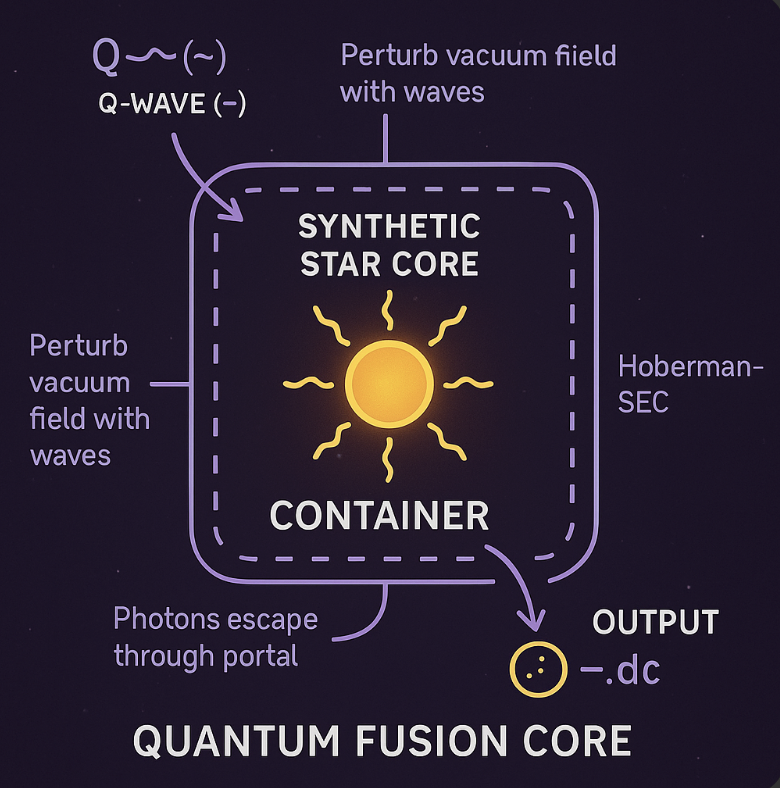 Q~(~)
Q-WAVE (–)
Perturb vacuum fiield
with waves
SYNTHETIC
STAR CORE
Perturb
vacuum
field with
waves
Hoberman-
SEC
CONTAINER
Photons escape
through portal
OUTPUT
–.dc
QUANTUM FUSION CORE